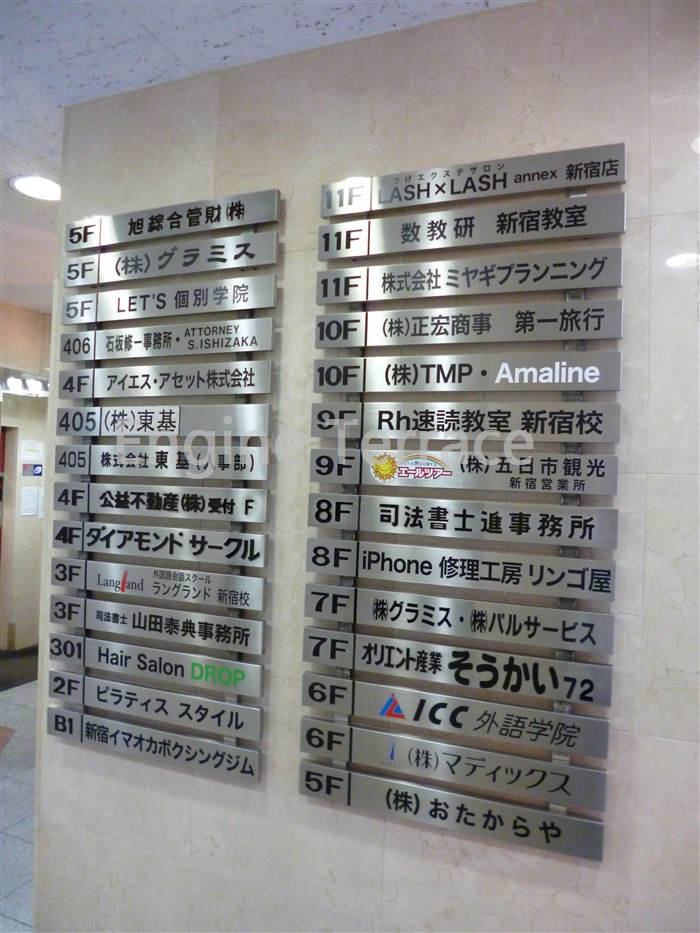 5F 旭綜合管財㈱
5F (株)グラミス
5F LET'S 個別学院
406 石坂修一事務所・ATTORNEY S.ISHIZAKA
4F アイエス・アセット株式会社
405 (株)東基
405 株式会社 東基
4F 公益不動産(株)受付 F
4F ダイアモンド サークル
3F Langland 外国語会話スクール
ラングランド 新宿校
3F 司法書士 山田泰典事務所
301 Hair Salon DROP
2F ピラティス スタイル
B1 新宿イマオカボクシングジム
つげエクステサロン
11F LASH×LASH annex 新宿店
11F 数教研 新宿教室
11F 株式会社 ミヤギプランニング
10F (株)正宏商事 第一旅行
10F (株)TMP・Amaline
9F Rh速読教室 新宿校
9F エールツアー (株)五日市観光
新宿営業所
8F 司法書士進事務所
8F iPhone 修理工房 リンゴ屋
7F ㈱グラミス・㈱パルサービス
7F オリエント産業 そうかい72
6F ICC 外語学院
6F (株)マディックス
5F (株)おたからや
Engine-Terrace